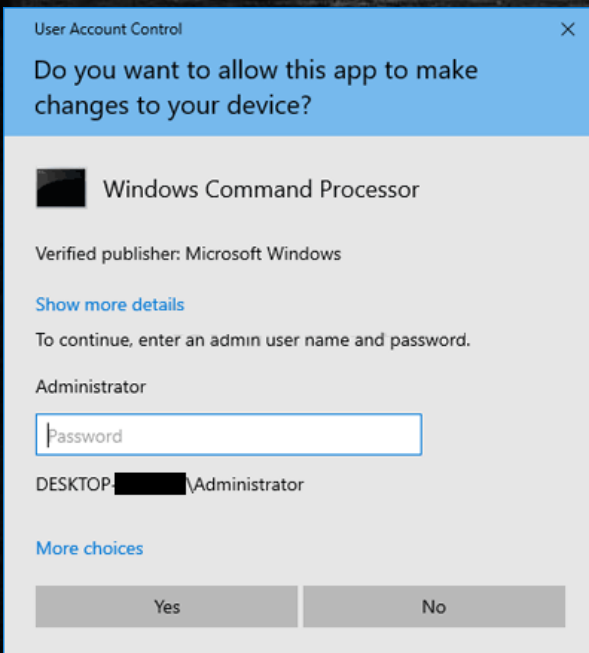 User Account Control
Do you want to allow this app to make
changes to your device?
Windows Command Processor
Verified publisher: Microsoft Windows
Show more details
To continue, enter an admin user name and password.
Administrator
Password
DESKTOP-\Administrator
More choices
Yes No